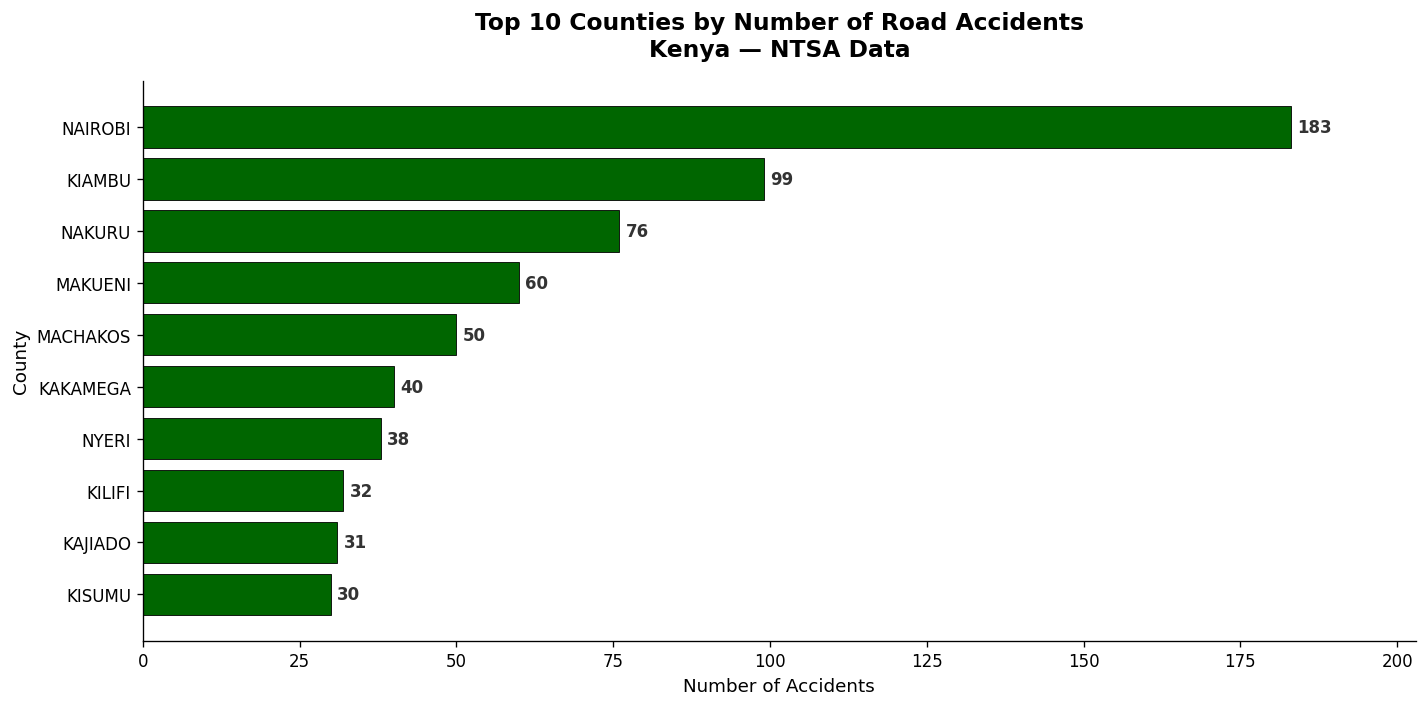 Top 10 Counties by Number of Road Accidents
Kenya — NTSA Data
County
NAIROBI 183
KIAMBU 99
NAKURU 76
MAKUENI 60
MACHAKOS 50
KAKAMEGA 40
NYERI 38
KILIFI 32
KAJIADO 31
KISUMU 30
0 25 50 75 100 125 150 175 200
Number of Accidents